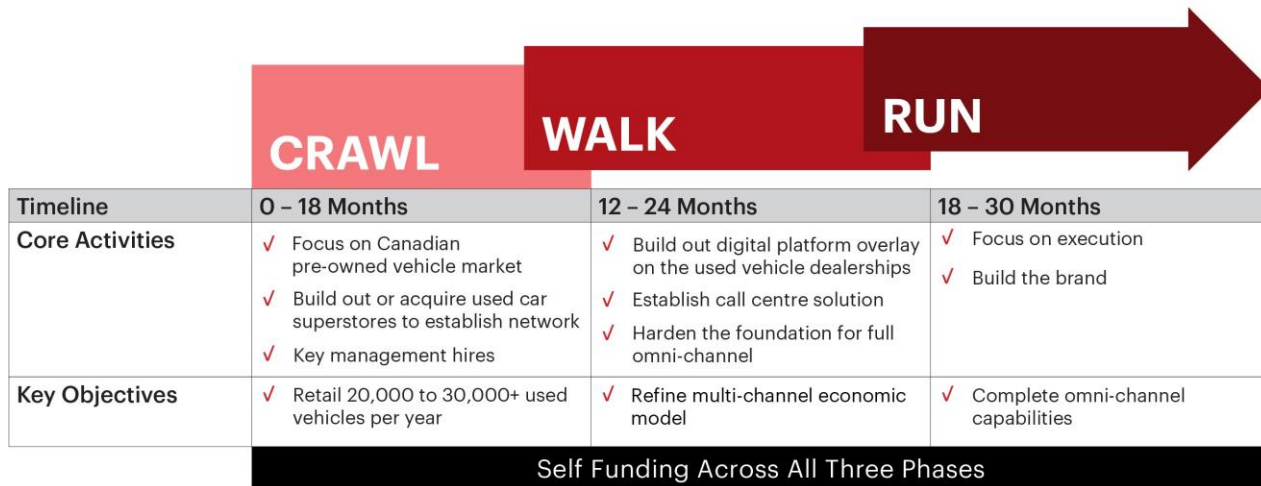 CRAWL
WALK
RUN
Timeline
0 – 18 Months
12 – 24 Months
18 – 30 Months
Core Activities
✓ Focus on Canadian
pre-owned vehicle market
✓ Build out or acquire used car
superstores to establish network
✓ Key management hires
✓ Build out digital platform overlay
on the used vehicle dealerships
✓ Establish call centre solution
✓ Harden the foundation for full
omni-channel
✓ Focus on execution
✓ Build the brand
Key Objectives
✓ Retail 20,000 to 30,000+ used
vehicles per year
✓ Refine multi-channel economic
model
✓ Complete omni-channel
capabilities
Self Funding Across All Three Phases